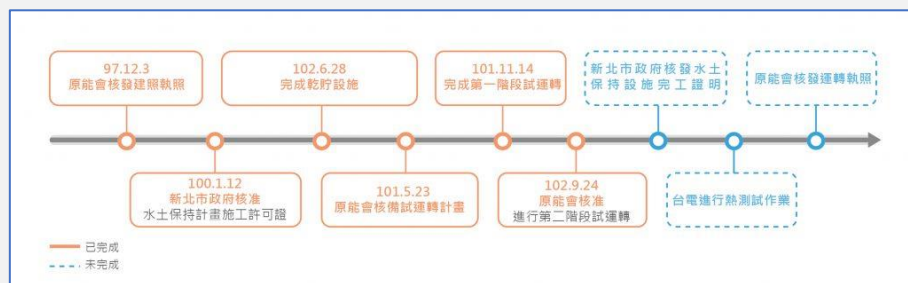 97.12.3
原能會核發建照執照
102.6.28
完成乾貯設施
101.11.14
完成第一階段試運轉
新北市政府核發水土
保持設施完工證明
原能會核發運轉執照
100.1.12
新北市政府核准
水土保持計畫施工許可證
101.5.23
原能會核備試運轉計畫
102.9.24
原能會核准
進行第二階段試運轉
台電進行熱測試作業
已完成
未完成